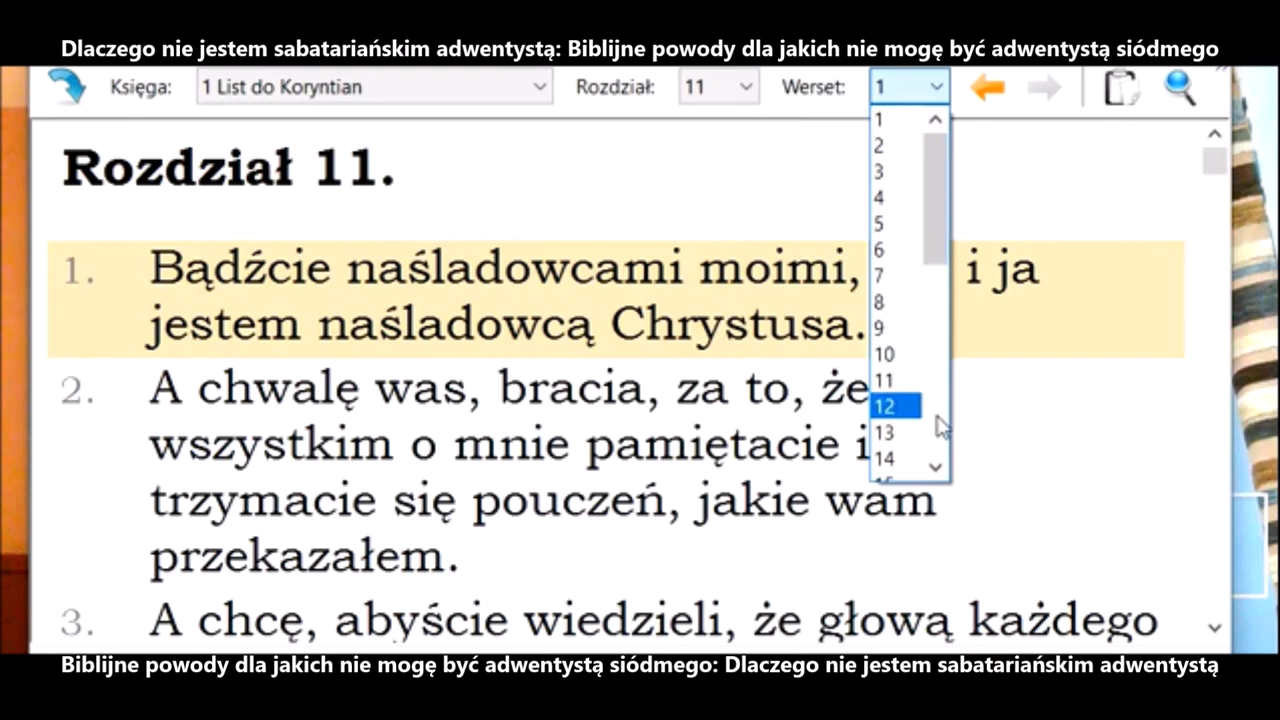 Dlaczego nie jestem sabatariańskim adwentystą: Biblijne powody dla jakich nie mogę być adwentystą siódmego
Księga: 1 List do Koryntian Rozdział: 11 Werset: 1
1
2
3
4
5
6
7
8
9
10
11
12
13
14
Rozdział 11.
1. Bądźcie naśladowcami moimi, i ja
jestem naśladowcą Chrystusa.
2. A chwalę was, bracia, za to, że
wszystkim o mnie pamiętacie i
trzymacie się pouczeń, jakie wam
przekazałem.
3. A chcę, abyście wiedzieli, że głową każdego
Biblijne powody dla jakich nie mogę być adwentystą siódmego: Dlaczego nie jestem sabatariańskim adwentystą